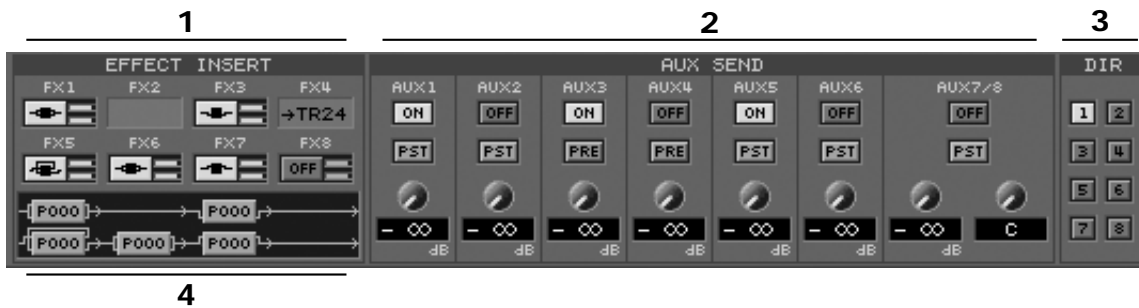 1 2 3
EFFECT INSERT AUX SEND DIR
FX1 FX2 FX3 FX4 AUX1 AUX2 AUX3 AUX4 AUX5 AUX6 AUX7/8
→TR24 ON OFF ON OFF ON OFF OFF 1 2
FX5 FX6 FX7 FX8 PST PST PRE PRE PST PST PST 3 4
OFF
P000 P000 5 6
P000 P000 P000 - ∞ - ∞ - ∞ - ∞ - ∞ - ∞ - ∞ C 7 8
dB dB dB dB dB dB dB
4